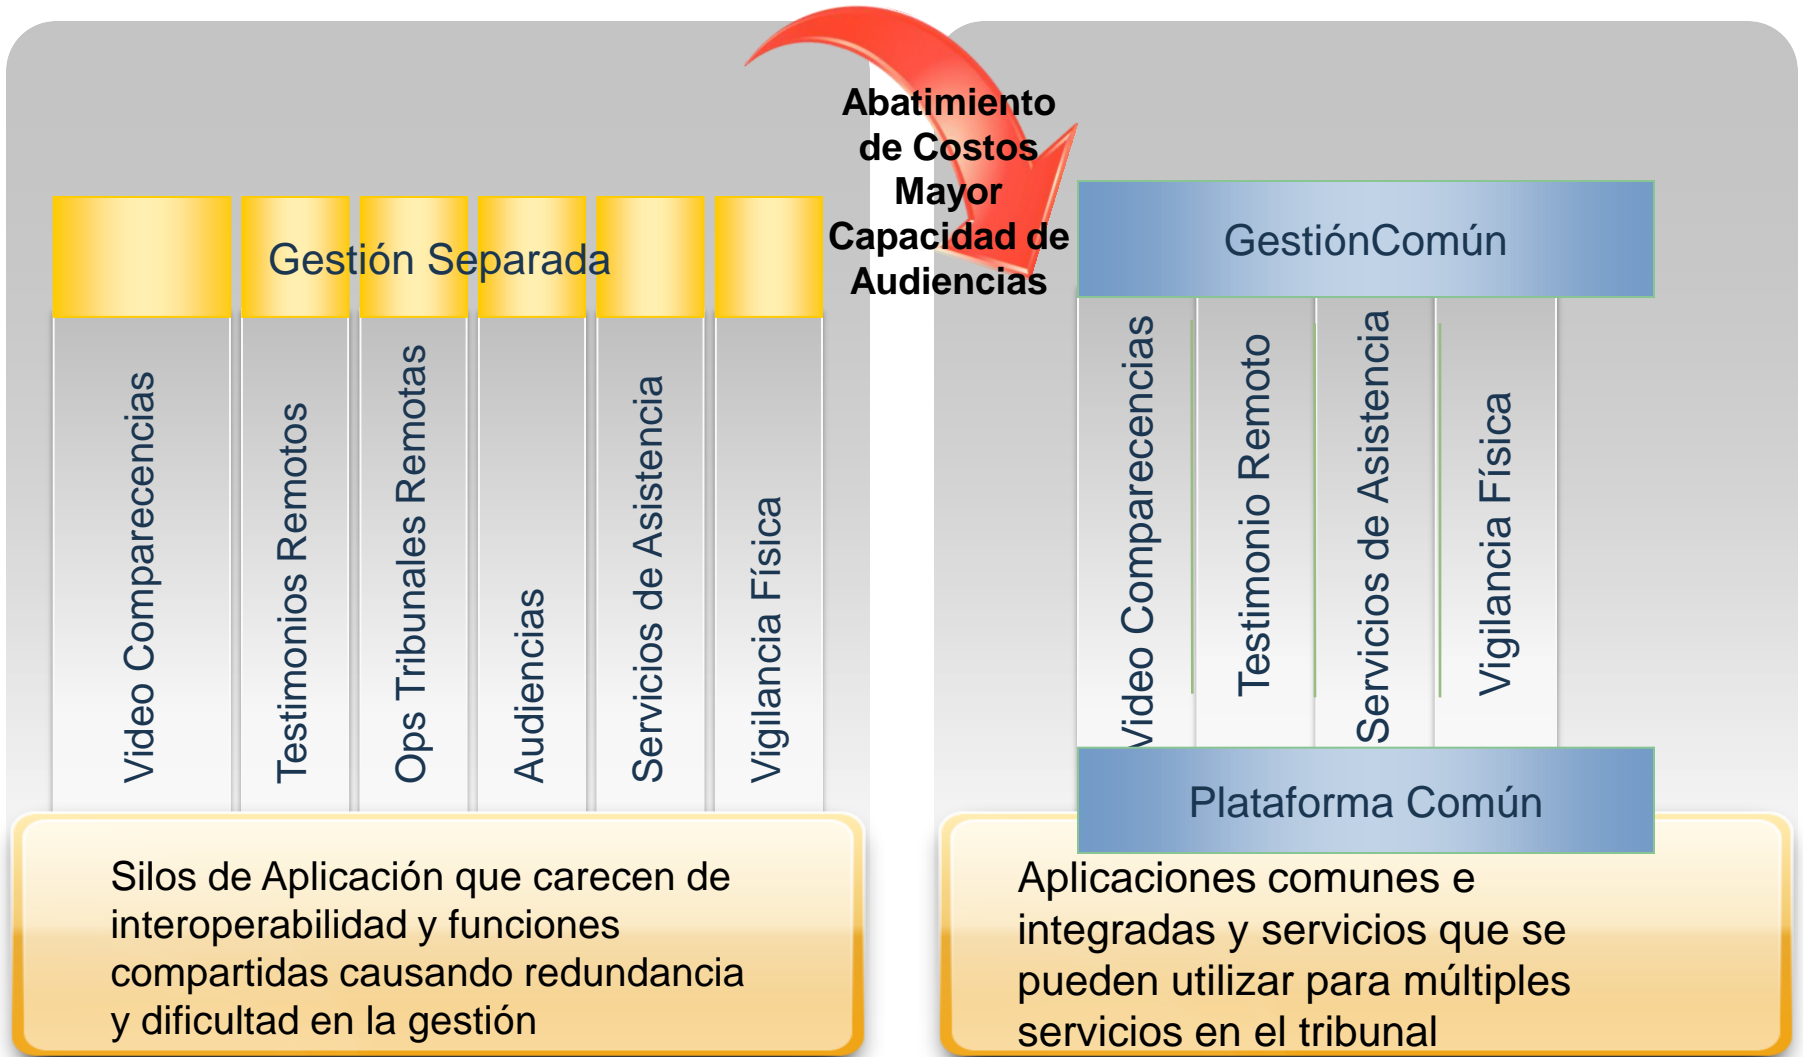 Abatimiento
de Costos
Mayor
Capacidad de
Audiencias
Gestión Separada
Video Comparecencias
Testimonios Remotos
Ops Tribunales Remotas
Audiencias
Servicios de Asistencia
Vigilancia Física
Silos de Aplicación que carecen de
interoperabilidad y funciones
compartidas causando redundancia
y dificultad en la gestión
GestiónComún
Video Comparecencias
Testimonio Remoto
Servicios de Asistencia
Vigilancia Física
Plataforma Común
Aplicaciones comunes e
integradas y servicios que se
pueden utilizar para múltiples
servicios en el tribunal